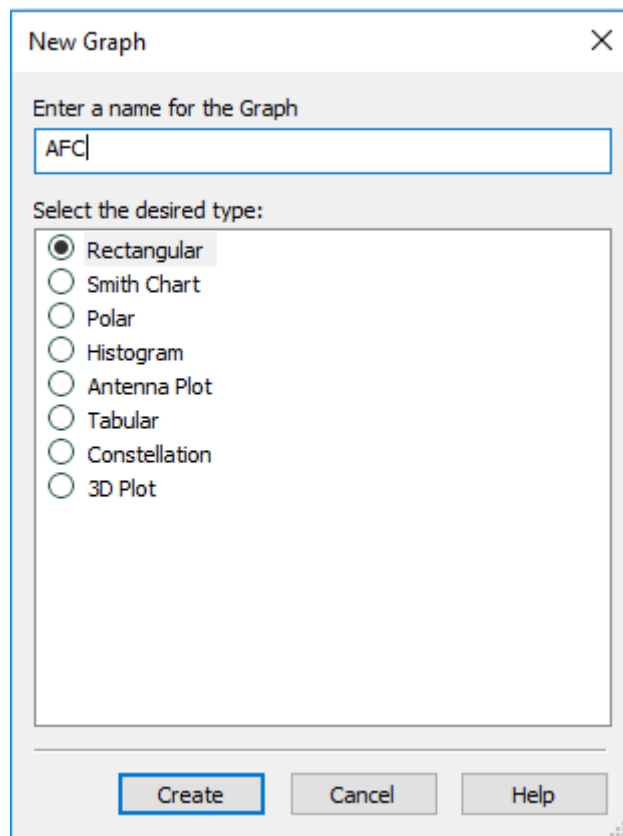 New Graph
Enter a name for the Graph
AFC
Select the desired type:
Rectangular
Smith Chart
Polar
Histogram
Antenna Plot
Tabular
Constellation
3D Plot
Create Cancel Help